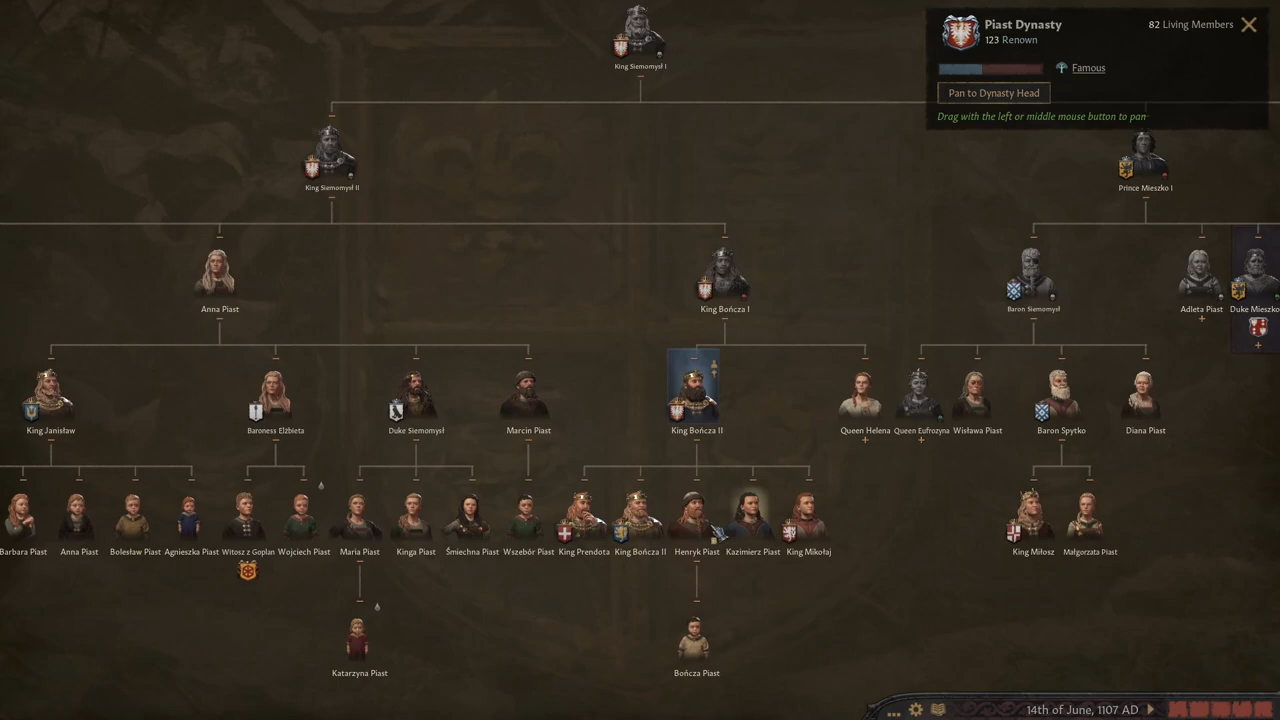 Piast Dynasty
82 Living Members
123 Renown
Famous
Pan to Dynasty Head
Drag with the left or middle mouse button to pan
King Siemomysł I
King Siemomysł II
Prince Mieszko I
Anna Piast
King Bończa I
Baron Siemomysł
Adleta Piast
Duke Mieszko
King Janisław
Baroness Elżbieta
Duke Siemomysł
Marcin Piast
King Bończa II
Queen Helena
Queen Eufrozyna
Wisława Piast
Baron Spytko
Diana Piast
Barbara Piast
Anna Piast
Bolesław Piast
Agnieszka Piast
Witosz z Goplan
Wojciech Piast
Maria Piast
Kinga Piast
Śmiechna Piast
Wszebór Piast
King Prendota
King Bończa II
Henryk Piast
Kazimierz Piast
King Mikołaj
King Miłosz
Małgorzata Piast
Katarzyna Piast
Bończa Piast
14th of June, 1107 AD